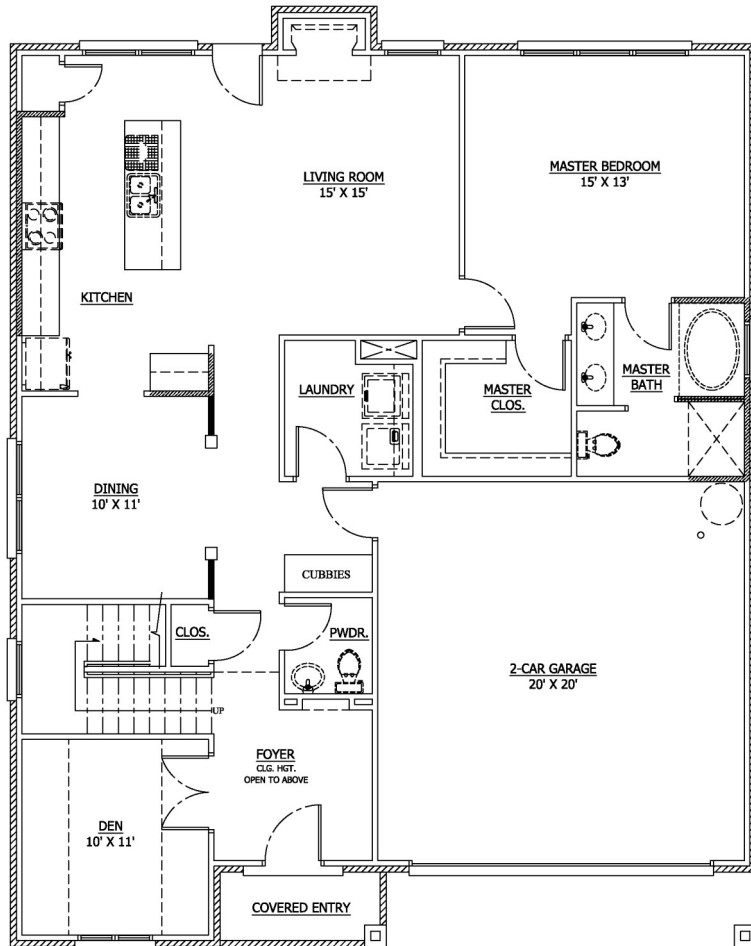 LIVING ROOM
15' X 15'
MASTER BEDROOM
15' X 13'
KITCHEN
LAUNDRY
MASTER
CLOS.
MASTER
BATH
DINING
10' X 11'
CUBBIES
CLOS.
PWDR.
2-CAR GARAGE
20' X 20'
UP
FOYER
CLG. HGT.
OPEN TO ABOVE
DEN
10' X 11'
COVERED ENTRY